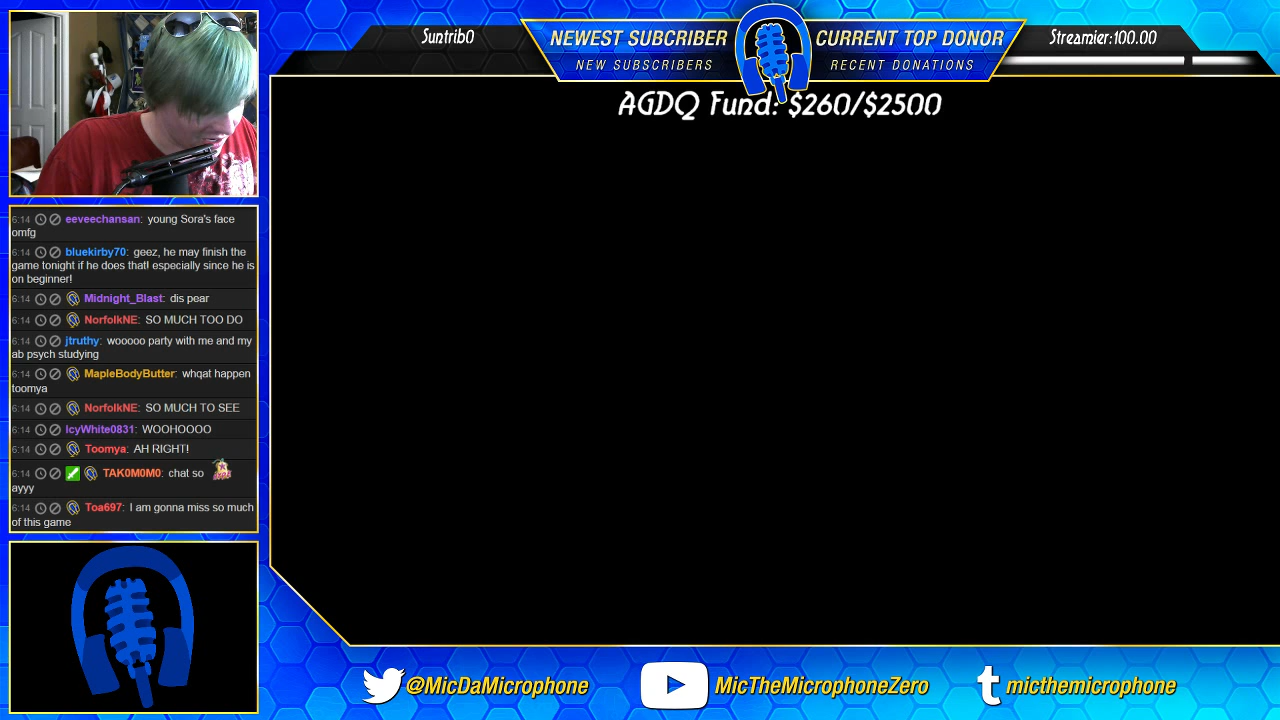 Suntrib0
NEWEST SUBCRIBER
NEW SUBSCRIBERS
CURRENT TOP DONOR
RECENT DONATIONS
Streamier:100.00
AGDQ Fund: $260/$2500
6:14 eeveechansan: young Sora's face
omfg
6:14 bluekirby70: geez, he may finish the
game tonight if he does that! especially since he is
on beginner!
6:14 Midnight_Blast: dis pear
6:14 NorfolkNE: SO MUCH TOO DO
6:14 jtruthy: wooooo party with me and my
ab psych studying
6:14 MapleBodyButter: whqat happen
toomya
6:14 NorfolkNE: SO MUCH TO SEE
6:14 IcyWhite0831: WOOHOOOO
6:14 Toomya: AH RIGHT!
6:14 TAK0M0M0: chat so
ayyy
6:14 Toa697: I am gonna miss so much
of this game
@MicDaMicrophone
MicTheMicrophoneZero
t micthemicrophone